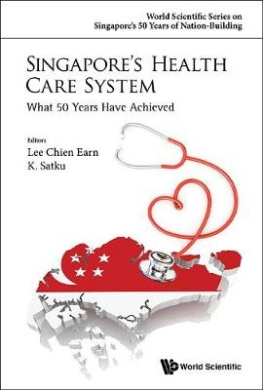 World Scientific Series on
Singapore's 50 Years of Nation-Building
SINGAPORE'S HEALTH
CARE SYSTEM
What 50 Years Have Achieved
Editors
Lee Chien Earn
K. Satku
World Scientific